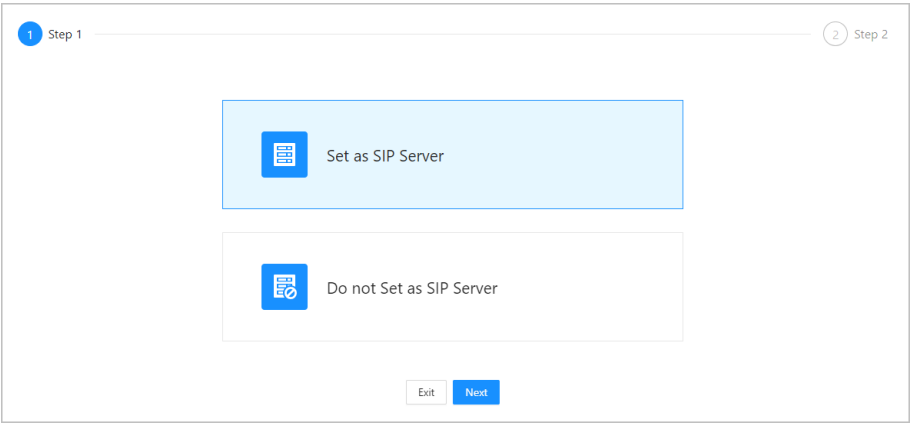 1 Step 1
2 Step 2
Set as SIP Server
Do not Set as SIP Server
Exit Next